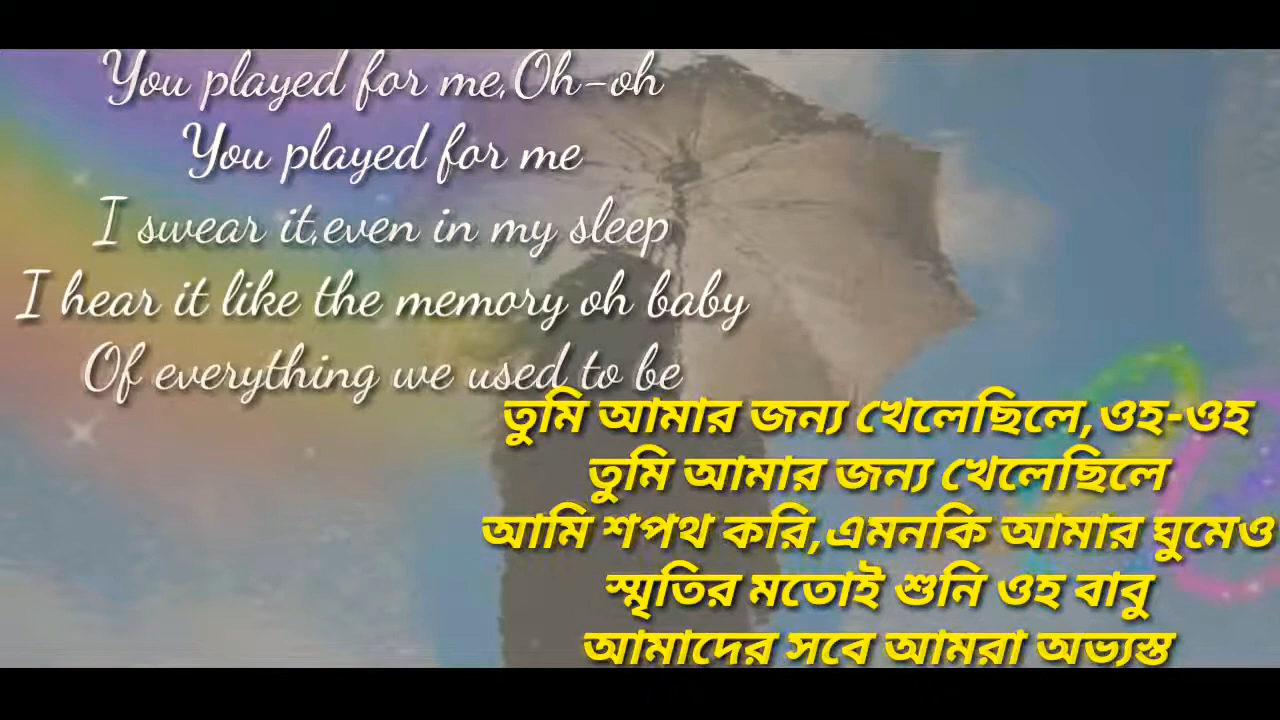 You played for me,Oh-oh
You played for me
I swear it,even in my sleep
I hear it like the memory oh baby
Of everything we used to be
তুমি আমার জন্য খেলেছিলে,ওহ-ওহ
তুমি আমার জন্য খেলেছিলে
আমি শপথ করি,এমনকি আমার ঘুমেও
স্মৃতির মতোই শুনি ওহ বাবু
আমাদের সবে আমরা অভ্যস্ত